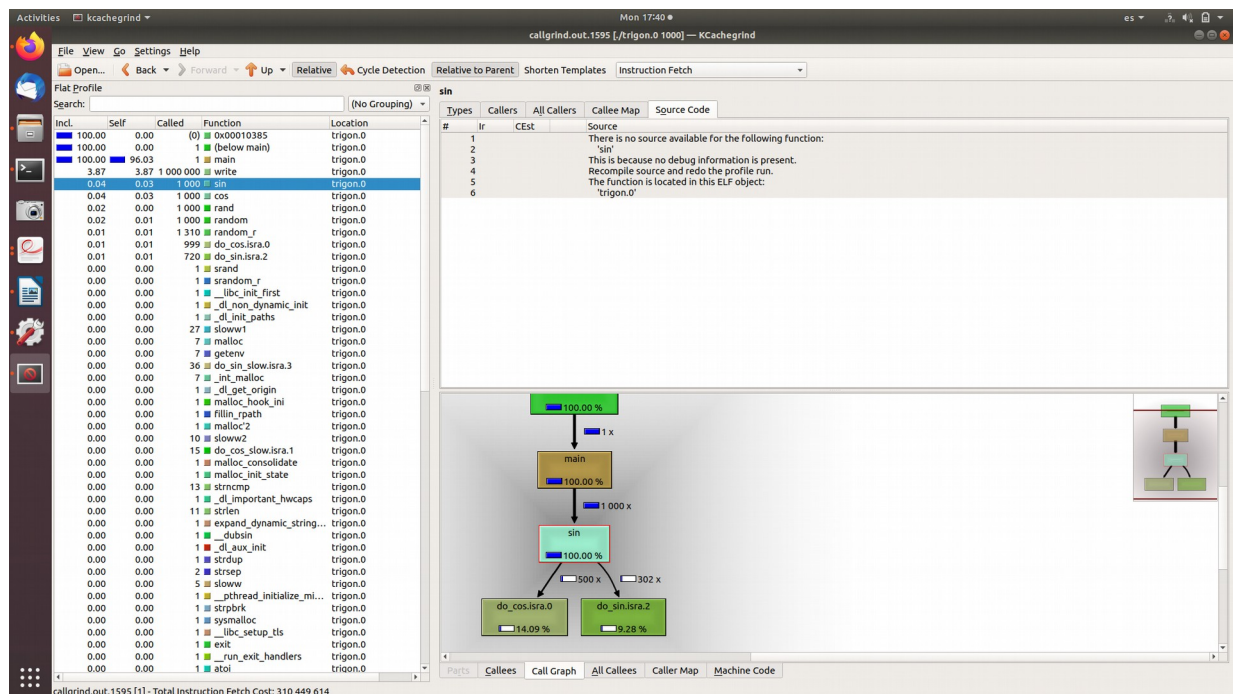 Activities kcachegrind Mon 17:40 es
callgrind.out.1595 [./trigon.0 1000] — KCachegrind
File View Go Settings Help
Open... Back Forward Up Relative Cycle Detection Relative to Parent Shorten Templates Instruction Fetch
Flat Profile
Search: (No Grouping)
Incl. Self Called Function Location
100.00 0.00 (0) 0x00010385 trigon.0
100.00 0.00 1 (below main) trigon.0
100.00 96.03 1 main trigon.0
3.87 3.87 1 000 000 write trigon.0
0.04 0.03 1 000 sin trigon.0
0.04 0.03 1 000 cos trigon.0
0.02 0.00 1 000 rand trigon.0
0.02 0.01 1 000 random trigon.0
0.01 0.01 1 310 random_r trigon.0
0.01 0.01 999 do_cos.isra.0 trigon.0
0.01 0.01 720 do_sin.isra.2 trigon.0
0.00 0.00 1 srand trigon.0
0.00 0.00 1 srandom_r trigon.0
0.00 0.00 1 __libc_init_first trigon.0
0.00 0.00 1 _dl_non_dynamic_init trigon.0
0.00 0.00 1 _dl_init_paths trigon.0
0.00 0.00 27 sloww1 trigon.0
0.00 0.00 7 malloc trigon.0
0.00 0.00 7 getenv trigon.0
0.00 0.00 36 do_sin_slow.isra.3 trigon.0
0.00 0.00 7 _int_malloc trigon.0
0.00 0.00 1 _dl_get_origin trigon.0
0.00 0.00 1 malloc_hook_ini trigon.0
0.00 0.00 1 fillin_rpath trigon.0
0.00 0.00 1 malloc'2 trigon.0
0.00 0.00 10 sloww2 trigon.0
0.00 0.00 15 do_cos_slow.isra.1 trigon.0
0.00 0.00 1 malloc_consolidate trigon.0
0.00 0.00 1 malloc_init_state trigon.0
0.00 0.00 13 strncmp trigon.0
0.00 0.00 1 _dl_important_hwcaps trigon.0
0.00 0.00 11 strlen trigon.0
0.00 0.00 1 expand_dynamic_string... trigon.0
0.00 0.00 1 __dubsin trigon.0
0.00 0.00 1 _dl_aux_init trigon.0
0.00 0.00 1 strdup trigon.0
0.00 0.00 2 strsep trigon.0
0.00 0.00 5 sloww trigon.0
0.00 0.00 1 __pthread_initialize_mi... trigon.0
0.00 0.00 1 strpbrk trigon.0
0.00 0.00 1 sysmalloc trigon.0
0.00 0.00 1 __libc_setup_tls trigon.0
0.00 0.00 1 exit trigon.0
0.00 0.00 1 __run_exit_handlers trigon.0
0.00 0.00 1 atoi trigon.0
callgrind.out.1595 [1] - Total Instruction Fetch Cost: 310 449 614
sin
Types Callers All Callers Callee Map Source Code
# Ir CEst Source
1 There is no source available for the following function:
2 'sin'
3 This is because no debug information is present.
4 Recompile source and redo the profile run.
5 The function is located in this ELF object:
6 'trigon.0'
100.00 %
1 x
main
100.00 %
1 000 x
sin
100.00 %
500 x 302 x
do_cos.isra.0 do_sin.isra.2
14.09 % 9.28 %
Parts Callees Call Graph All Callees Caller Map Machine Code